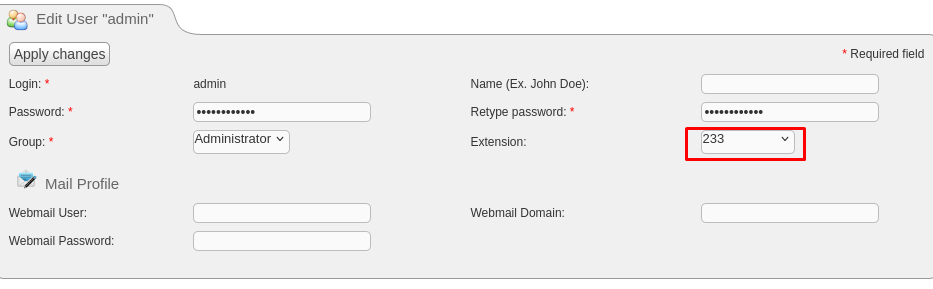 Edit User "admin"
Apply changes
* Required field
Login: * admin Name (Ex. John Doe):
Password: * •••••••••••• Retype password: * ••••••••••••
Group: * Administrator Extension: 233
Mail Profile
Webmail User: Webmail Domain:
Webmail Password: